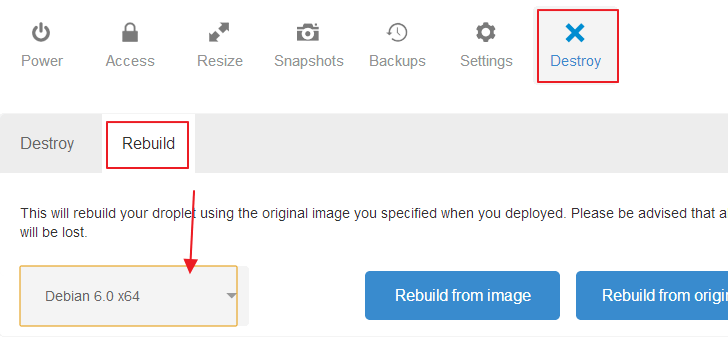 Power Access Resize Snapshots Backups Settings Destroy
Destroy Rebuild
This will rebuild your droplet using the original image you specified when you deployed. Please be advised that a
will be lost.
Debian 6.0 x64 Rebuild from image Rebuild from origi